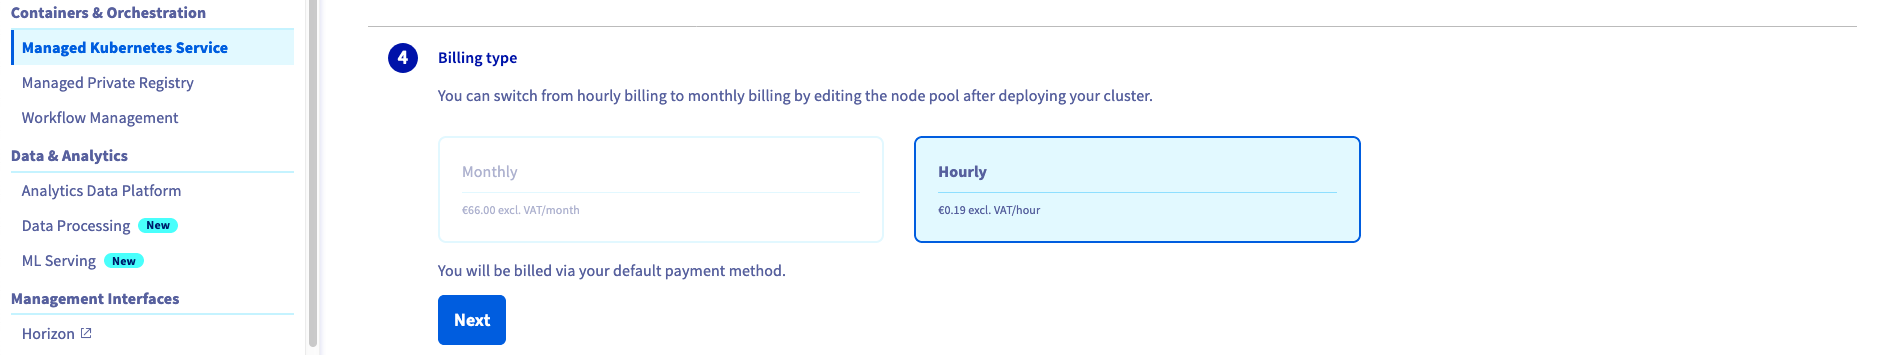 Containers & Orchestration
Managed Kubernetes Service
Managed Private Registry
Workflow Management
Data & Analytics
Analytics Data Platform
Data Processing New
ML Serving New
Management Interfaces
Horizon
4 Billing type
You can switch from hourly billing to monthly billing by editing the node pool after deploying your cluster.
Monthly
€66.00 excl. VAT/month
Hourly
€0.19 excl. VAT/hour
You will be billed via your default payment method.
Next